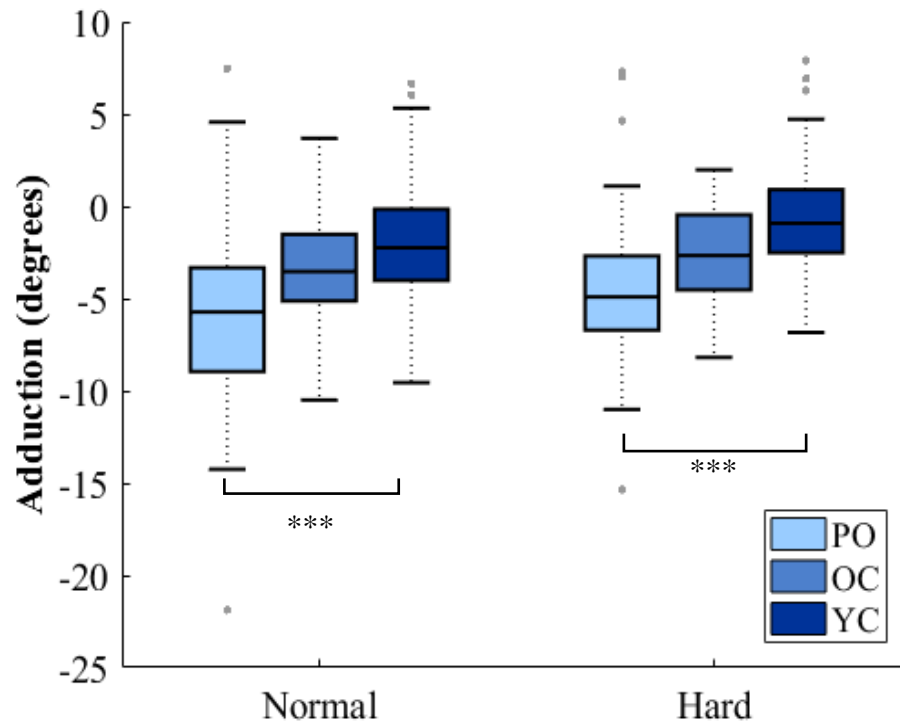 Adduction (degrees)
10
5
0
-5
-10
-15
-20
-25
***
***
PO
OC
YC
Normal
Hard